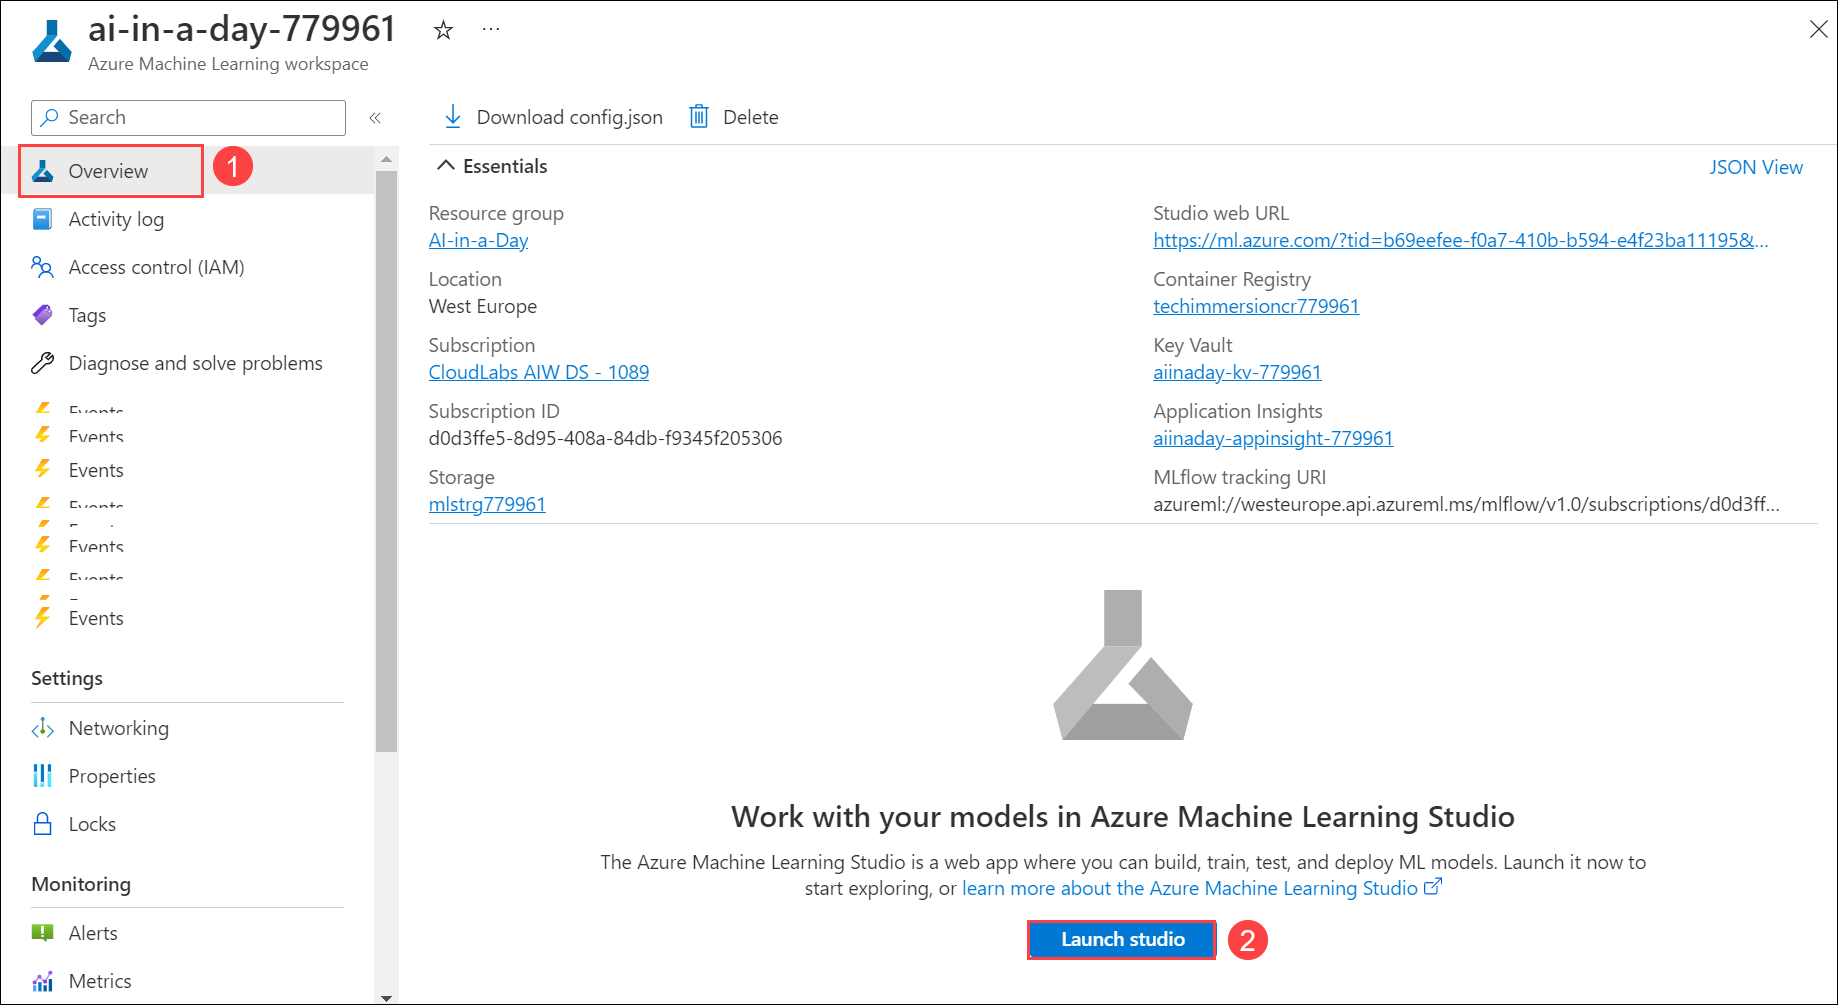 ai-in-a-day-779961
Azure Machine Learning workspace
Search
«
Download config.json
Delete
Overview
1
Activity log
Access control (IAM)
Tags
Diagnose and solve problems
Events
Events
Events
Events
Events
Events
Events
Settings
Networking
Properties
Locks
Monitoring
Alerts
Metrics
Essentials
JSON View
Resource group
AI-in-a-Day
Location
West Europe
Subscription
CloudLabs AIW DS - 1089
Subscription ID
d0d3ffe5-8d95-408a-84db-f9345f205306
Storage
mlstrg779961
Studio web URL
https://ml.azure.com/?tid=b69eefee-f0a7-410b-b594-e4f23ba11195&...
Container Registry
techimmersioncr779961
Key Vault
aiinaday-kv-779961
Application Insights
aiinaday-appinsight-779961
MLflow tracking URI
azureml://westeurope.api.azureml.ms/mlflow/v1.0/subscriptions/d0d3ff...
Work with your models in Azure Machine Learning Studio
The Azure Machine Learning Studio is a web app where you can build, train, test, and deploy ML models. Launch it now to
start exploring, or learn more about the Azure Machine Learning Studio
Launch studio
2